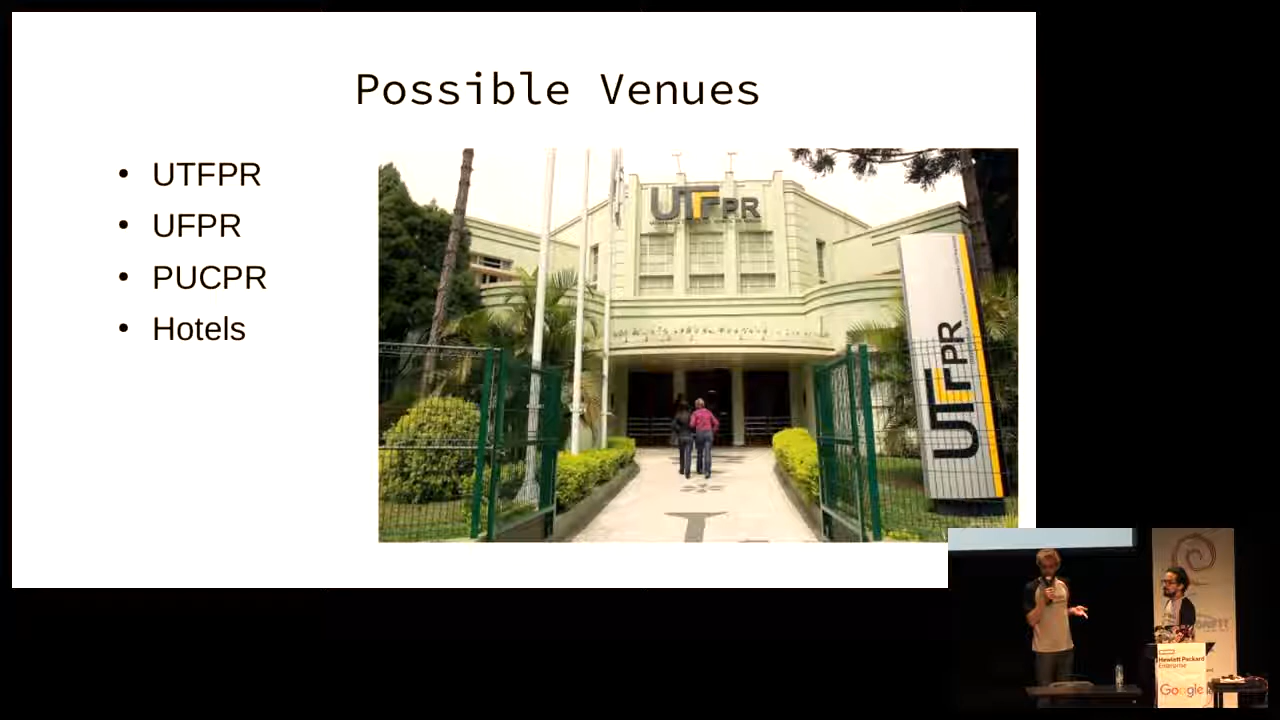 Possible Venues
• UTFPR
• UFPR
• PUCPR
• Hotels
UTFPR
UTFPR
Hewlett Packard
Enterprise
Google